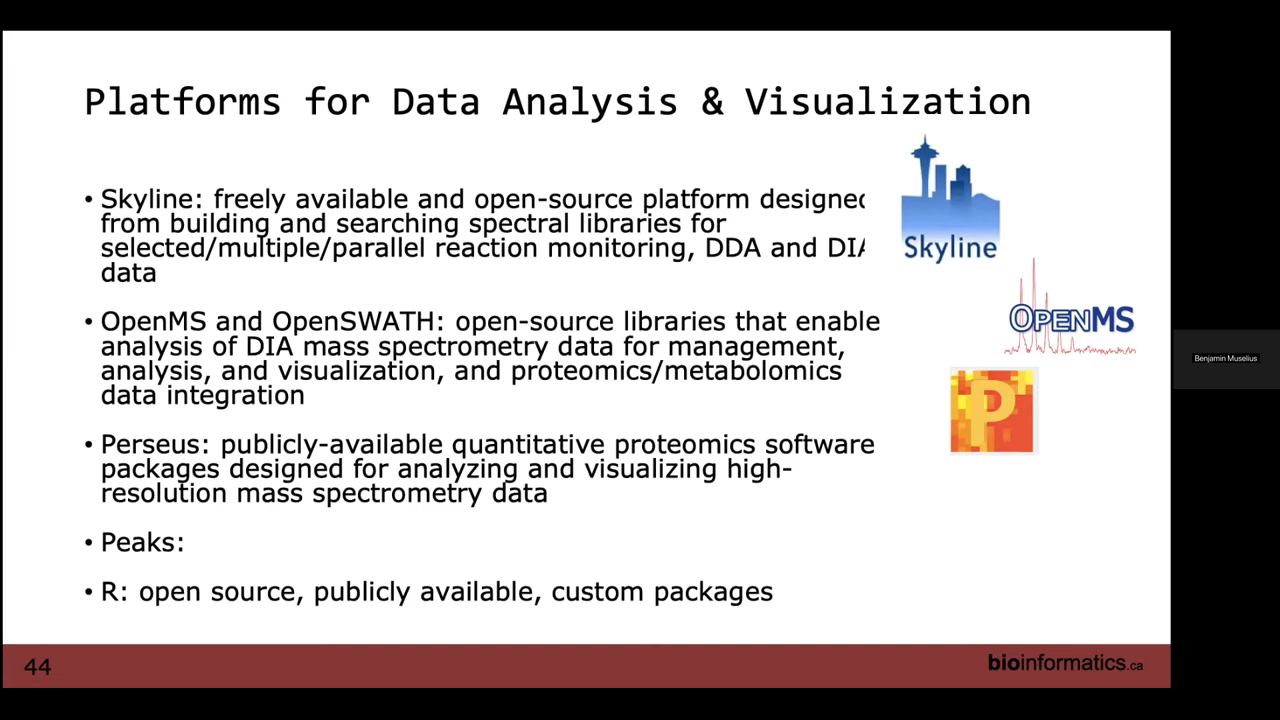 Platforms for Data Analysis & Visualization
• Skyline: freely available and open-source platform designed
from building and searching spectral libraries for
selected/multiple/parallel reaction monitoring, DDA and DIA
data
• OpenMS and OpenSWATH: open-source libraries that enable
analysis of DIA mass spectrometry data for management,
analysis, and visualization, and proteomics/metabolomics
data integration
• Perseus: publicly-available quantitative proteomics software
packages designed for analyzing and visualizing high-
resolution mass spectrometry data
• Peaks:
• R: open source, publicly available, custom packages
Skyline
OPENMS
P
Benjamin Muselius
44
bioinformatics.ca